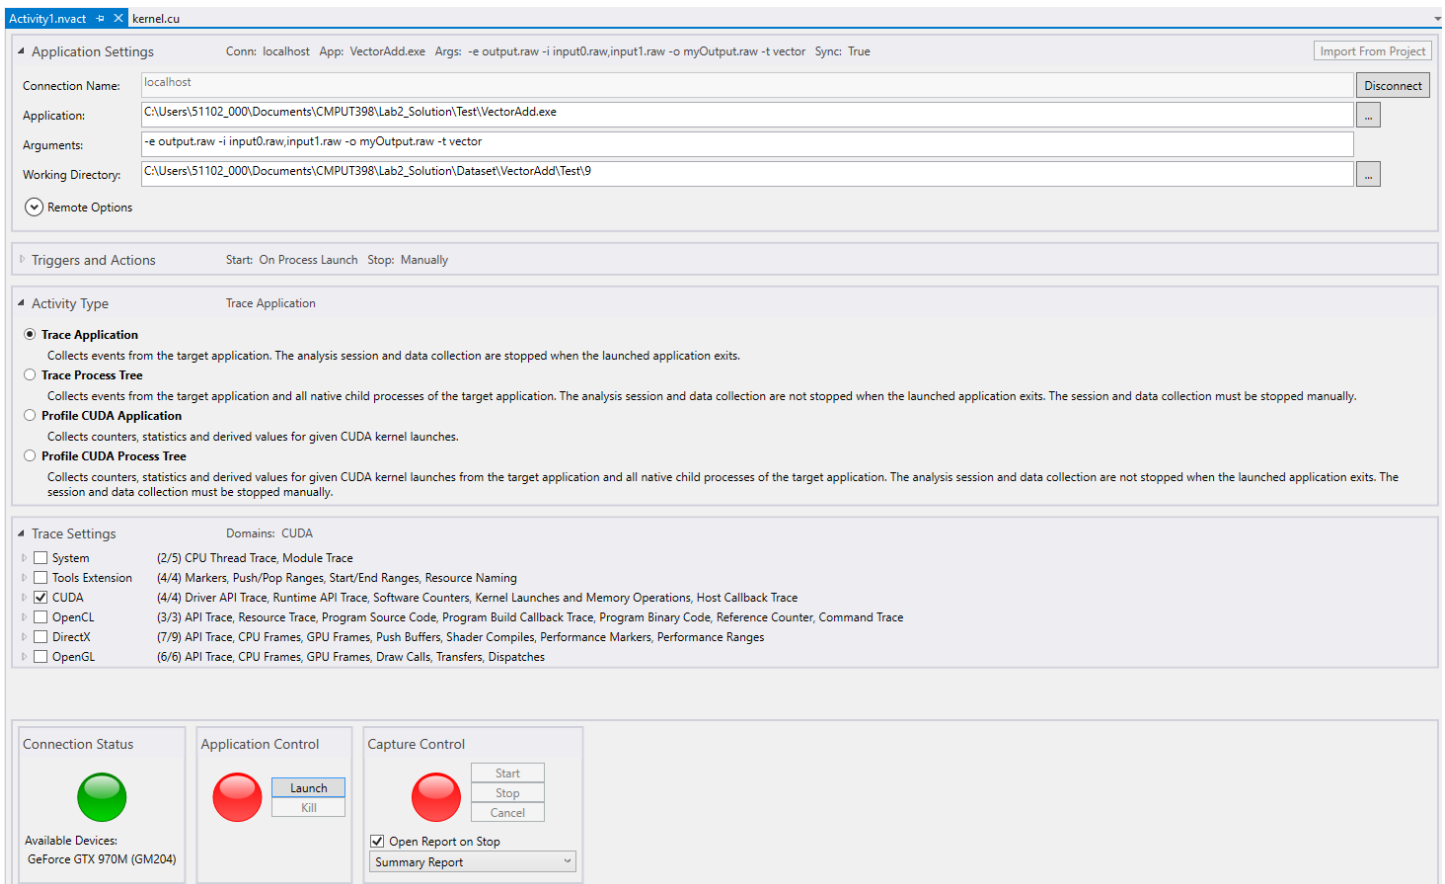 Activity1.nvact kernel.cu
Application Settings Conn: localhost App: VectorAdd.exe Args: -e output.raw -i input0.raw,input1.raw -o myOutput.raw -t vector Sync: True Import From Project
Connection Name: localhost Disconnect
Application: C:\Users\51102_000\Documents\CMPUT398\Lab2_Solution\Test\VectorAdd.exe ...
Arguments: -e output.raw -i input0.raw,input1.raw -o myOutput.raw -t vector
Working Directory: C:\Users\51102_000\Documents\CMPUT398\Lab2_Solution\Dataset\VectorAdd\Test\9 ...
Remote Options
Triggers and Actions Start: On Process Launch Stop: Manually
Activity Type Trace Application
Trace Application
Collects events from the target application. The analysis session and data collection are stopped when the launched application exits.
Trace Process Tree
Collects events from the target application and all native child processes of the target application. The analysis session and data collection are not stopped when the launched application exits. The session and data collection must be stopped manually.
Profile CUDA Application
Collects counters, statistics and derived values for given CUDA kernel launches.
Profile CUDA Process Tree
Collects counters, statistics and derived values for given CUDA kernel launches from the target application and all native child processes of the target application. The analysis session and data collection are not stopped when the launched application exits. The
session and data collection must be stopped manually.
Trace Settings Domains: CUDA
System (2/5) CPU Thread Trace, Module Trace
Tools Extension (4/4) Markers, Push/Pop Ranges, Start/End Ranges, Resource Naming
CUDA (4/4) Driver API Trace, Runtime API Trace, Software Counters, Kernel Launches and Memory Operations, Host Callback Trace
OpenCL (3/3) API Trace, Resource Trace, Program Source Code, Program Build Callback Trace, Program Binary Code, Reference Counter, Command Trace
DirectX (7/9) API Trace, CPU Frames, GPU Frames, Push Buffers, Shader Compiles, Performance Markers, Performance Ranges
OpenGL (6/6) API Trace, CPU Frames, GPU Frames, Draw Calls, Transfers, Dispatches
Connection Status
Available Devices:
GeForce GTX 970M (GM204)
Application Control
Launch
Kill
Capture Control
Start
Stop
Cancel
Open Report on Stop
Summary Report